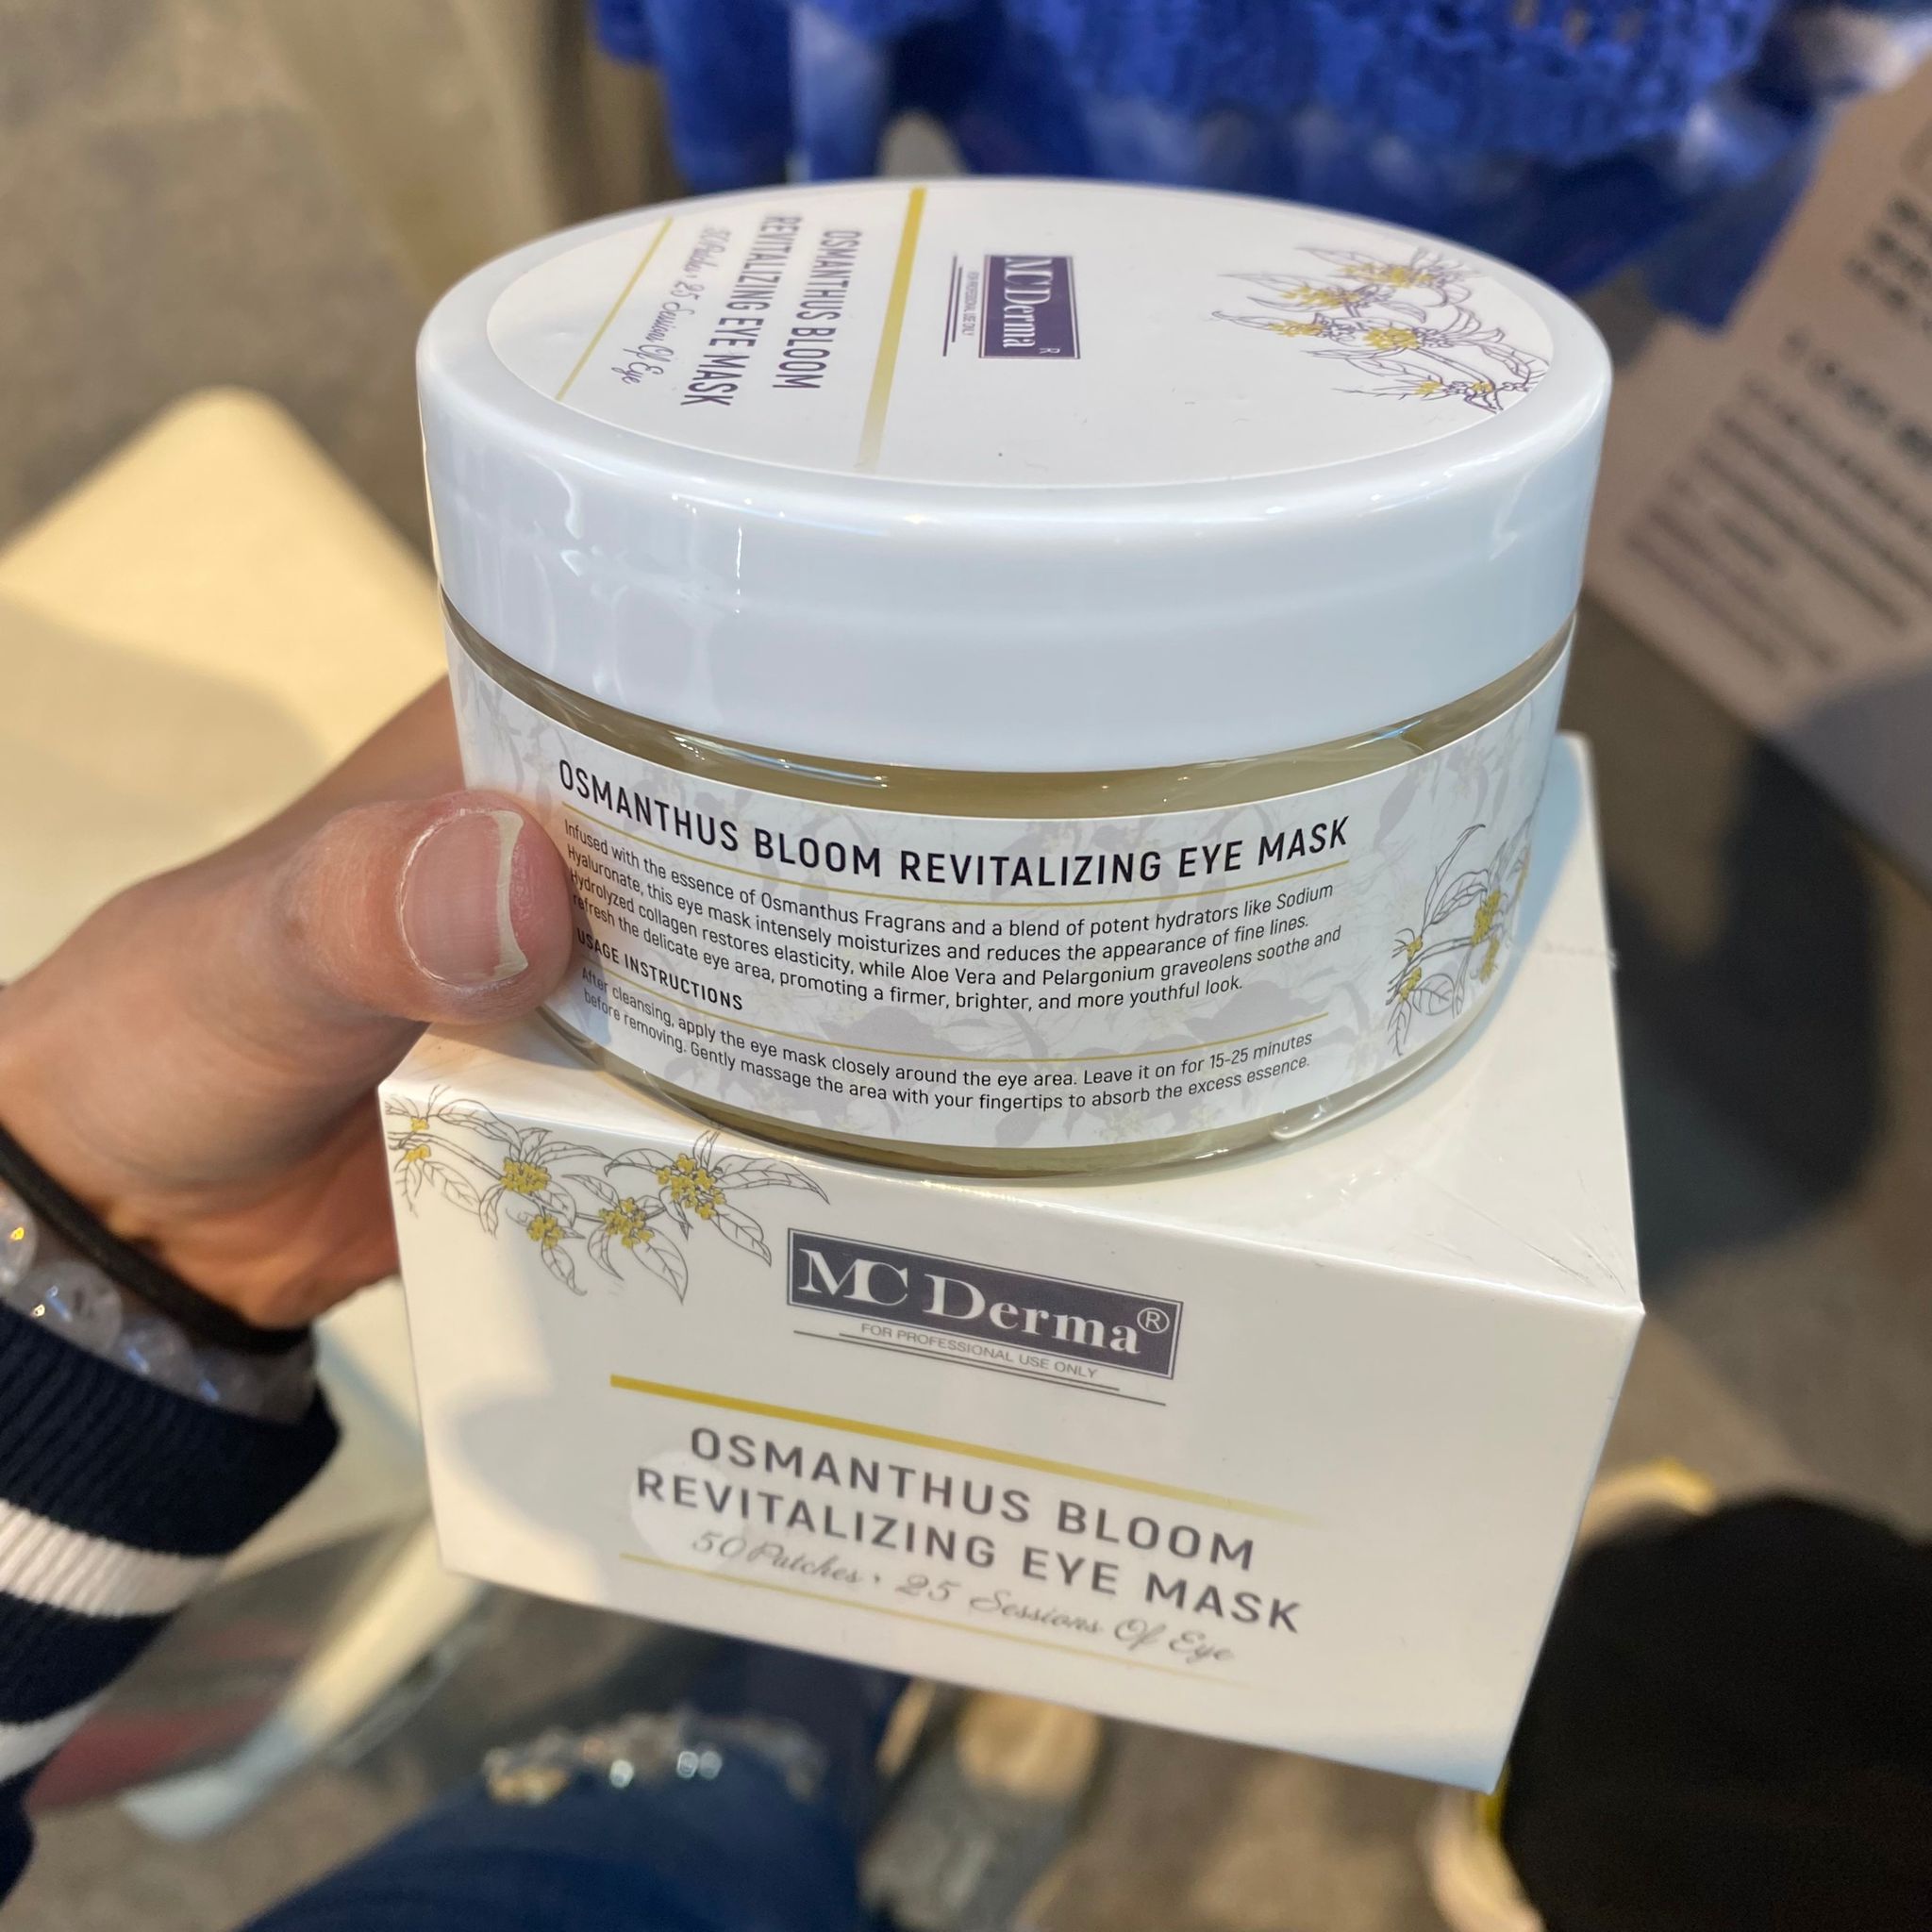 OSMANTHUS BLOOM
REVITALIZING EYE MASK
50 Patches · 25 Sessions Of Eye
MC Derma®
FOR PROFESSIONAL USE ONLY
OSMANTHUS BLOOM REVITALIZING EYE MASK
Infused with the essence of Osmanthus Fragrans and a blend of potent hydrators like Sodium
Hyaluronate, this eye mask intensely moisturizes and reduces the appearance of fine lines.
Hydrolyzed collagen restores elasticity, while Aloe Vera and Pelargonium graveolens soothe and
refresh the delicate eye area, promoting a firmer, brighter, and more youthful look.
USAGE INSTRUCTIONS
After cleansing, apply the eye mask closely around the eye area. Leave it on for 15-25 minutes
before removing. Gently massage the area with your fingertips to absorb the excess essence.
MC Derma®
FOR PROFESSIONAL USE ONLY
OSMANTHUS BLOOM
REVITALIZING EYE MASK
50 Patches · 25 Sessions Of Eye